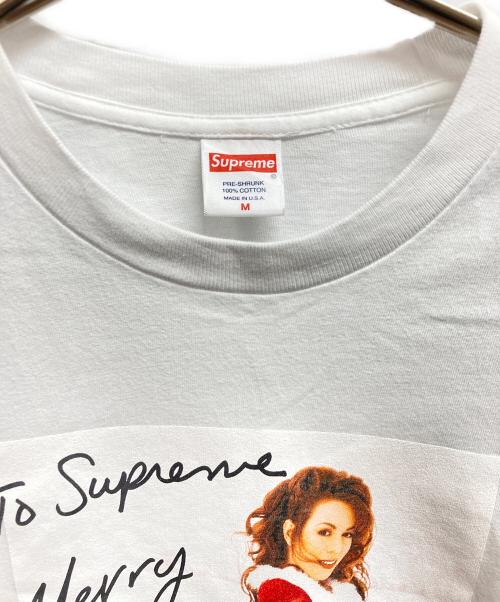 Supreme
®
PRE-SHRUNK
100% COTTON
MADE IN U.S.A.
M
To Supreme
Merry